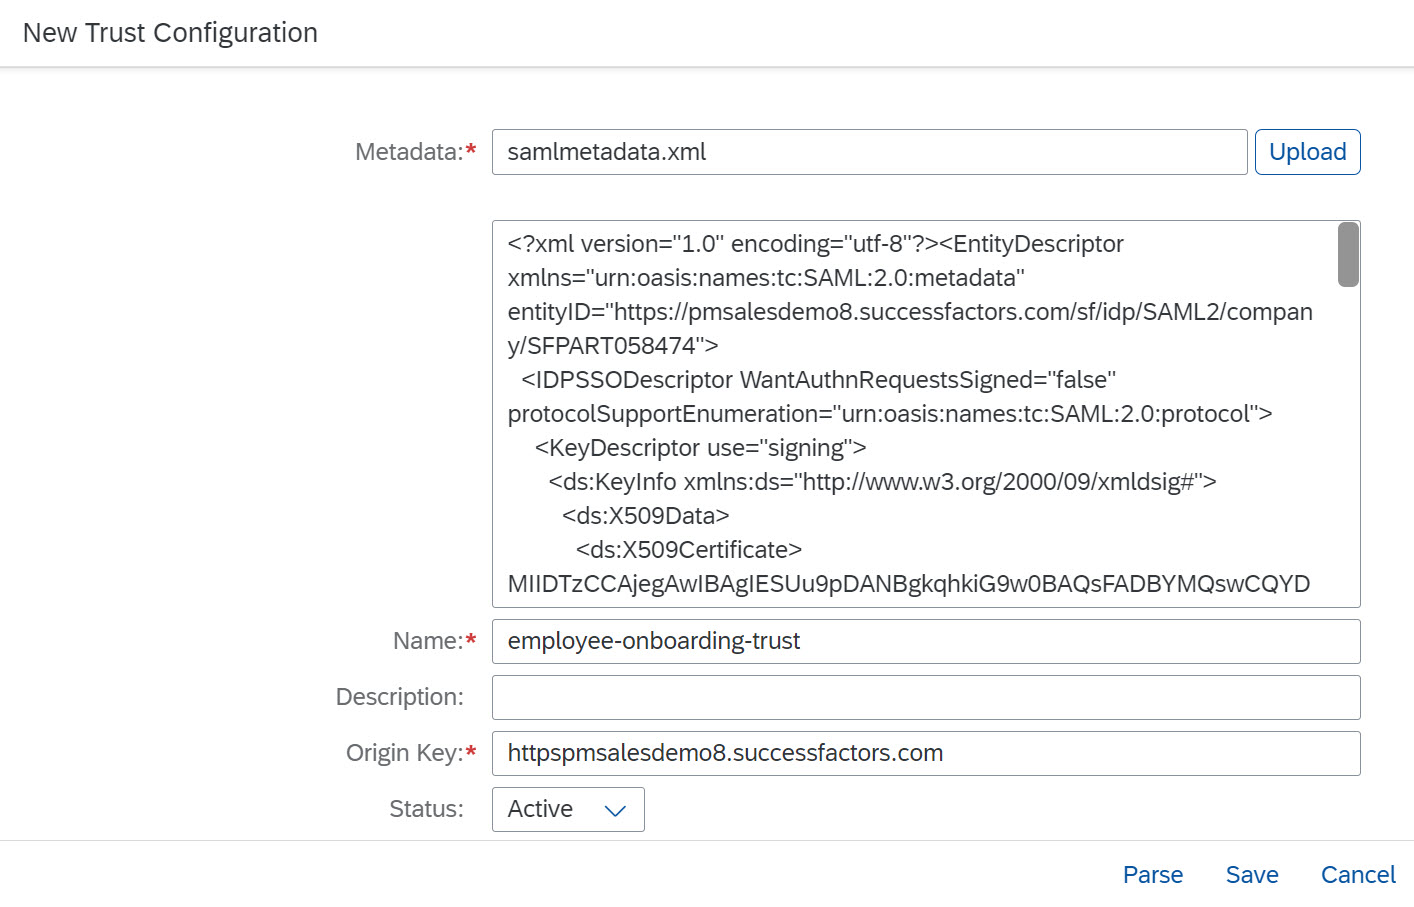 New Trust Configuration
Metadata:* samlmetadata.xml Upload
<?xml version="1.0" encoding="utf-8"?><EntityDescriptor
xmlns="urn:oasis:names:tc:SAML:2.0:metadata"
entityID="https://pmsalesdemo8.successfactors.com/sf/idp/SAML2/compan
y/SFPART058474">
<IDPSSODescriptor WantAuthnRequestsSigned="false"
protocolSupportEnumeration="urn:oasis:names:tc:SAML:2.0:protocol">
<KeyDescriptor use="signing">
<ds:KeyInfo xmlns:ds="http://www.w3.org/2000/09/xmldsig#">
<ds:X509Data>
<ds:X509Certificate>
MIIDTzCCAjegAwIBAgIESUu9pDANBgkqhkiG9w0BAQsFADBYMQswCQYD
Name:* employee-onboarding-trust
Description:
Origin Key:* httpspmsalesdemo8.successfactors.com
Status: Active
Parse Save Cancel